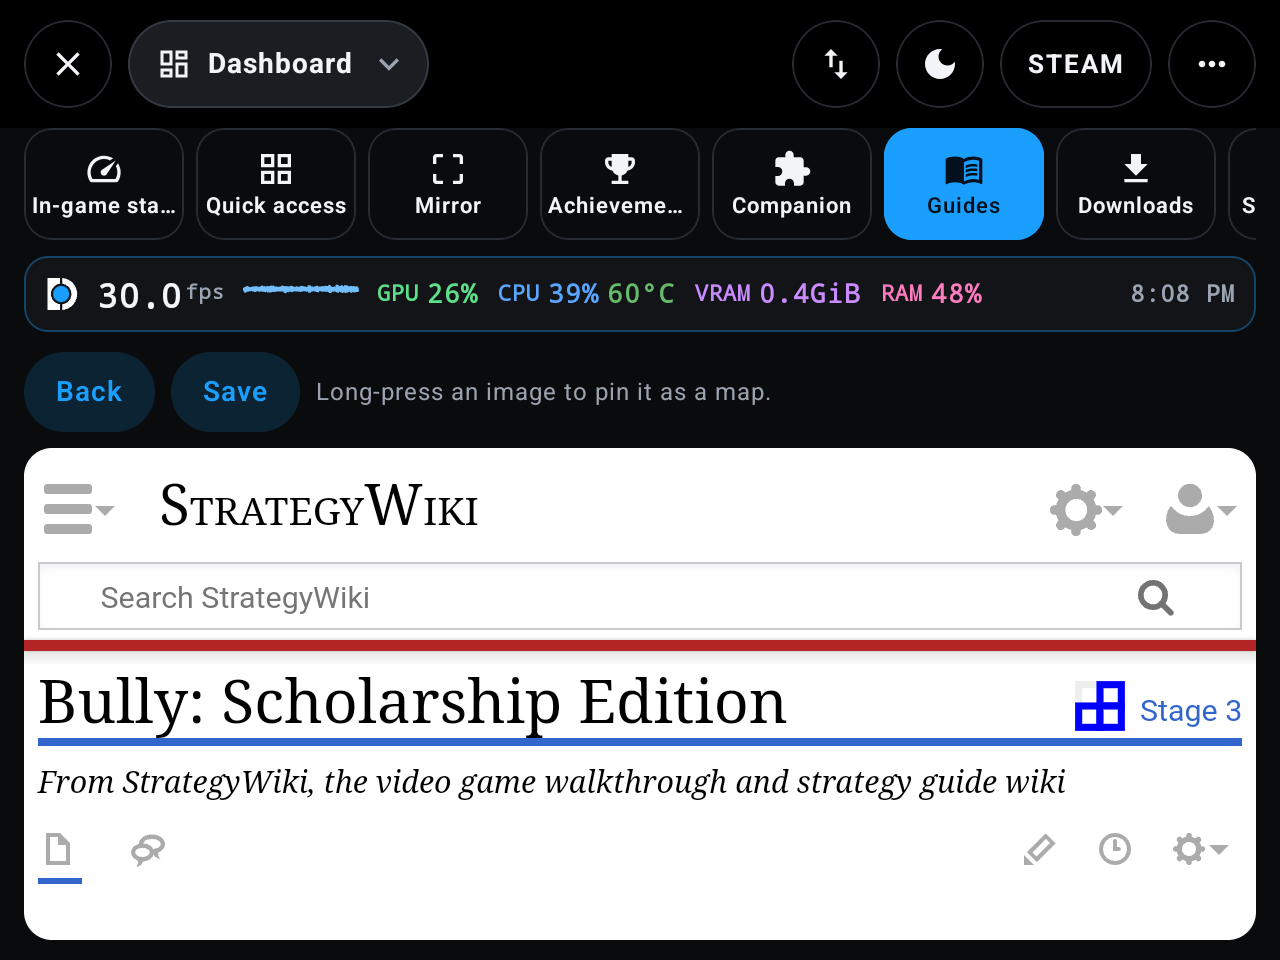 Dashboard
STEAM
In-game sta...
Quick access
Mirror
Achieveme...
Companion
Guides
Downloads
S
30.0 fps GPU 26% CPU 39% 60°C VRAM 0.4GiB RAM 48% 8:08 PM
Back Save Long-press an image to pin it as a map.
StrategyWiki
Search StrategyWiki
Bully: Scholarship Edition Stage 3
From StrategyWiki, the video game walkthrough and strategy guide wiki